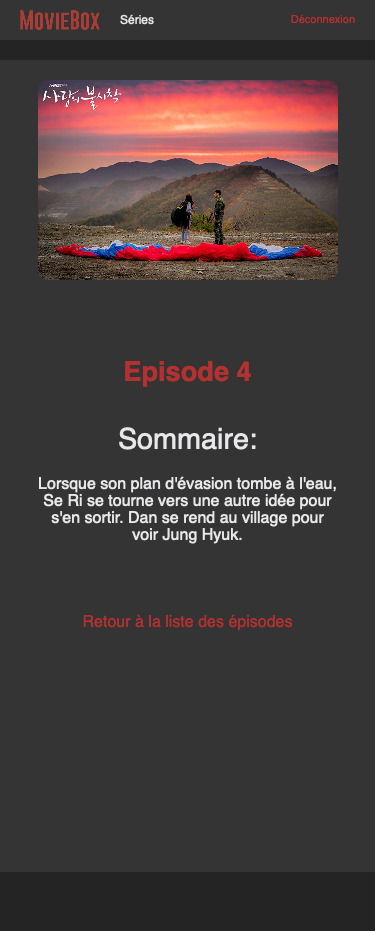 MOVIEBOX
Séries
Déconnexion
사랑의 불시착
Episode 4
Sommaire:
Lorsque son plan d'évasion tombe à l'eau,
Se Ri se tourne vers une autre idée pour
s'en sortir. Dan se rend au village pour
voir Jung Hyuk.
Retour à la liste des épisodes